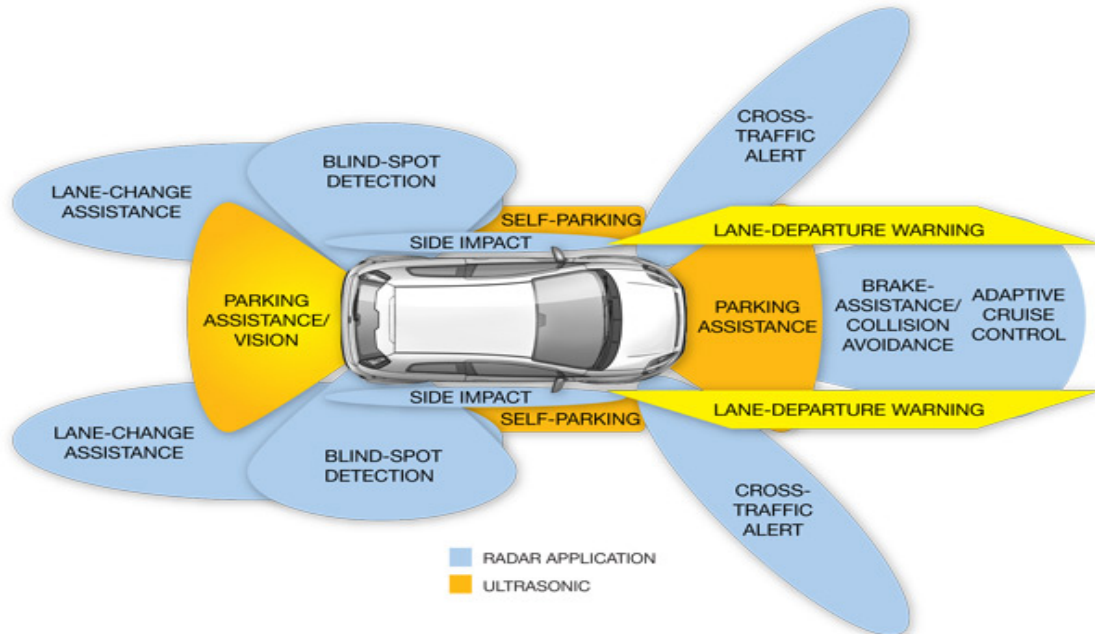 CROSS-
TRAFFIC
ALERT
BLIND-SPOT
DETECTION
LANE-CHANGE
ASSISTANCE
SELF-PARKING
LANE-DEPARTURE WARNING
SIDE IMPACT
PARKING
ASSISTANCE/
VISION
PARKING
ASSISTANCE
BRAKE-
ASSISTANCE/
COLLISION
AVOIDANCE
ADAPTIVE
CRUISE
CONTROL
SIDE IMPACT
SELF-PARKING
LANE-DEPARTURE WARNING
LANE-CHANGE
ASSISTANCE
BLIND-SPOT
DETECTION
CROSS-
TRAFFIC
ALERT
RADAR APPLICATION
ULTRASONIC